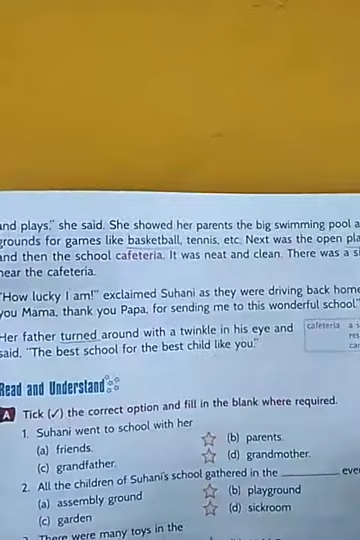 and plays," she said. She showed her parents the big swimming pool
grounds for games like basketball, tennis, etc. Next was the open
and then the school cafeteria. It was neat and clean. There was a
near the cafeteria.
"How lucky I am!" exclaimed Suhani as they were driving back
you Mama, thank you Papa, for sending me to this wonderful school."
Her father turned around with a twinkle in his eye and
said, "The best school for the best child like you."
cafeteria a
Read and Understand
A Tick (✓) the correct option and fill in the blank where required.
1. Suhani went to school with her
(a) friends. (b) parents.
(c) grandfather. (d) grandmother.
2. All the children of Suhani's school gathered in the ________
(a) assembly ground (b) playground
(c) garden (d) sickroom
There were many toys in the